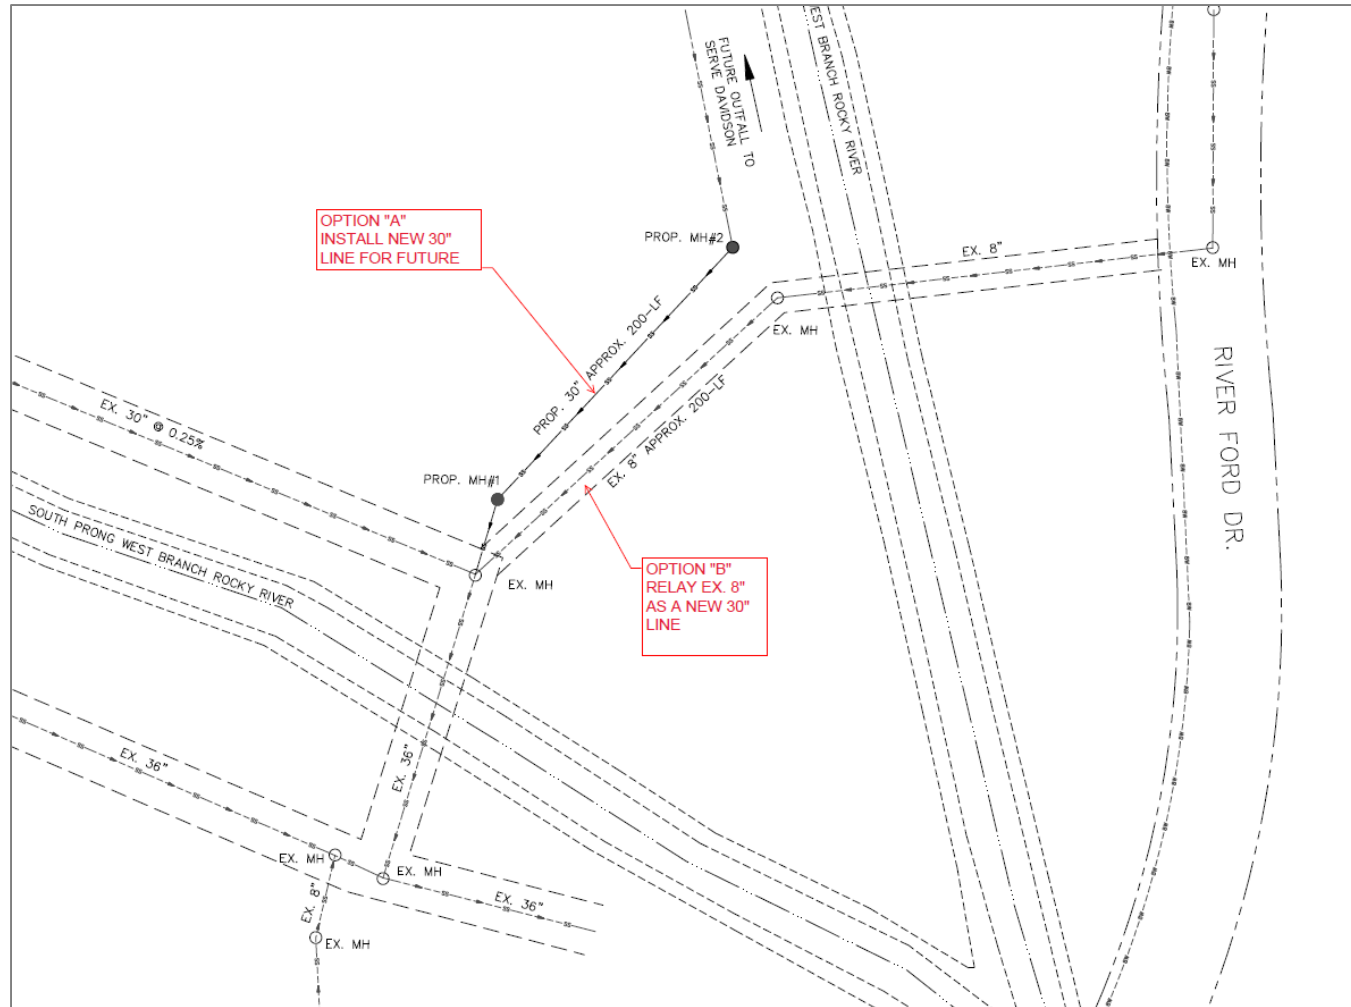 FUTURE OUTFALL TO
SERVE DAVIDSON
EST BRANCH ROCKY RIVER
OPTION "A"
INSTALL NEW 30"
LINE FOR FUTURE
PROP. MH#2
EX. 8"
EX. MH
EX. MH
PROP. 30" APPROX. 200-LF
EX. 8" APPROX. 200-LF
RIVER FORD DR.
EX. 30" @ 0.25%
PROP. MH#1
SOUTH PRONG WEST BRANCH ROCKY RIVER
EX. MH
OPTION "B"
RELAY EX. 8"
AS A NEW 30"
LINE
EX. 36"
EX. 36"
EX. MH
EX. MH
EX. 8"
EX. 36"
EX. MH